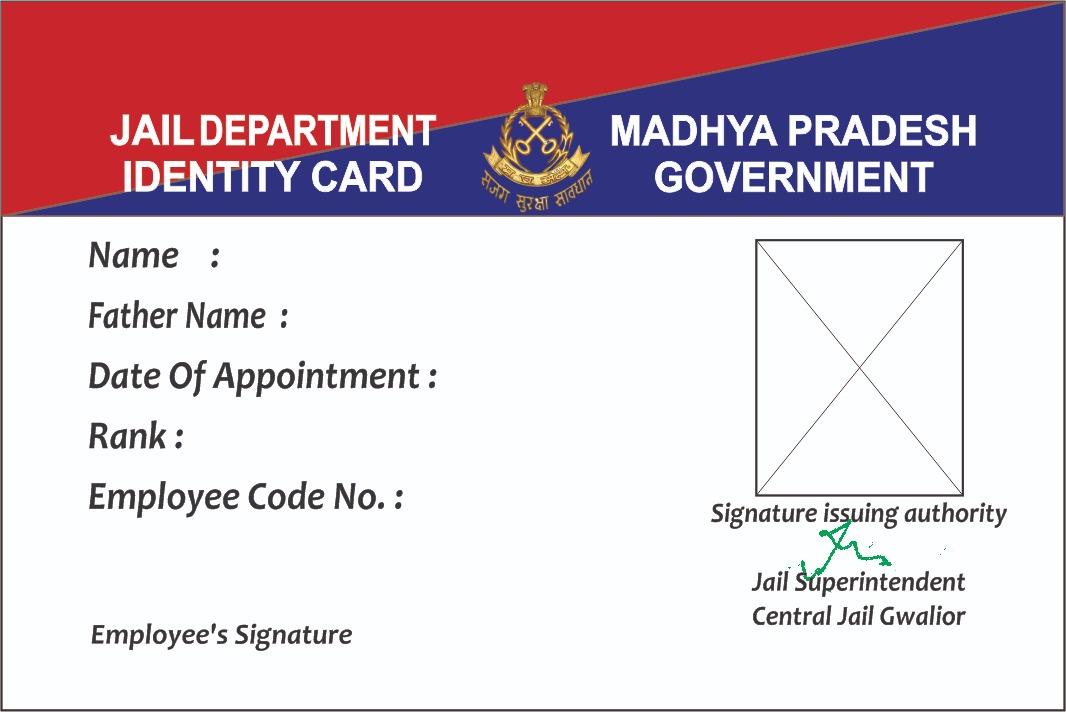 JAIL DEPARTMENT
IDENTITY CARD
MADHYA PRADESH
GOVERNMENT
सजग सुरक्षा सावधान
Name :
Father Name :
Date Of Appointment :
Rank :
Employee Code No. :
Signature issuing authority
Jail Superintendent
Central Jail Gwalior
Employee's Signature